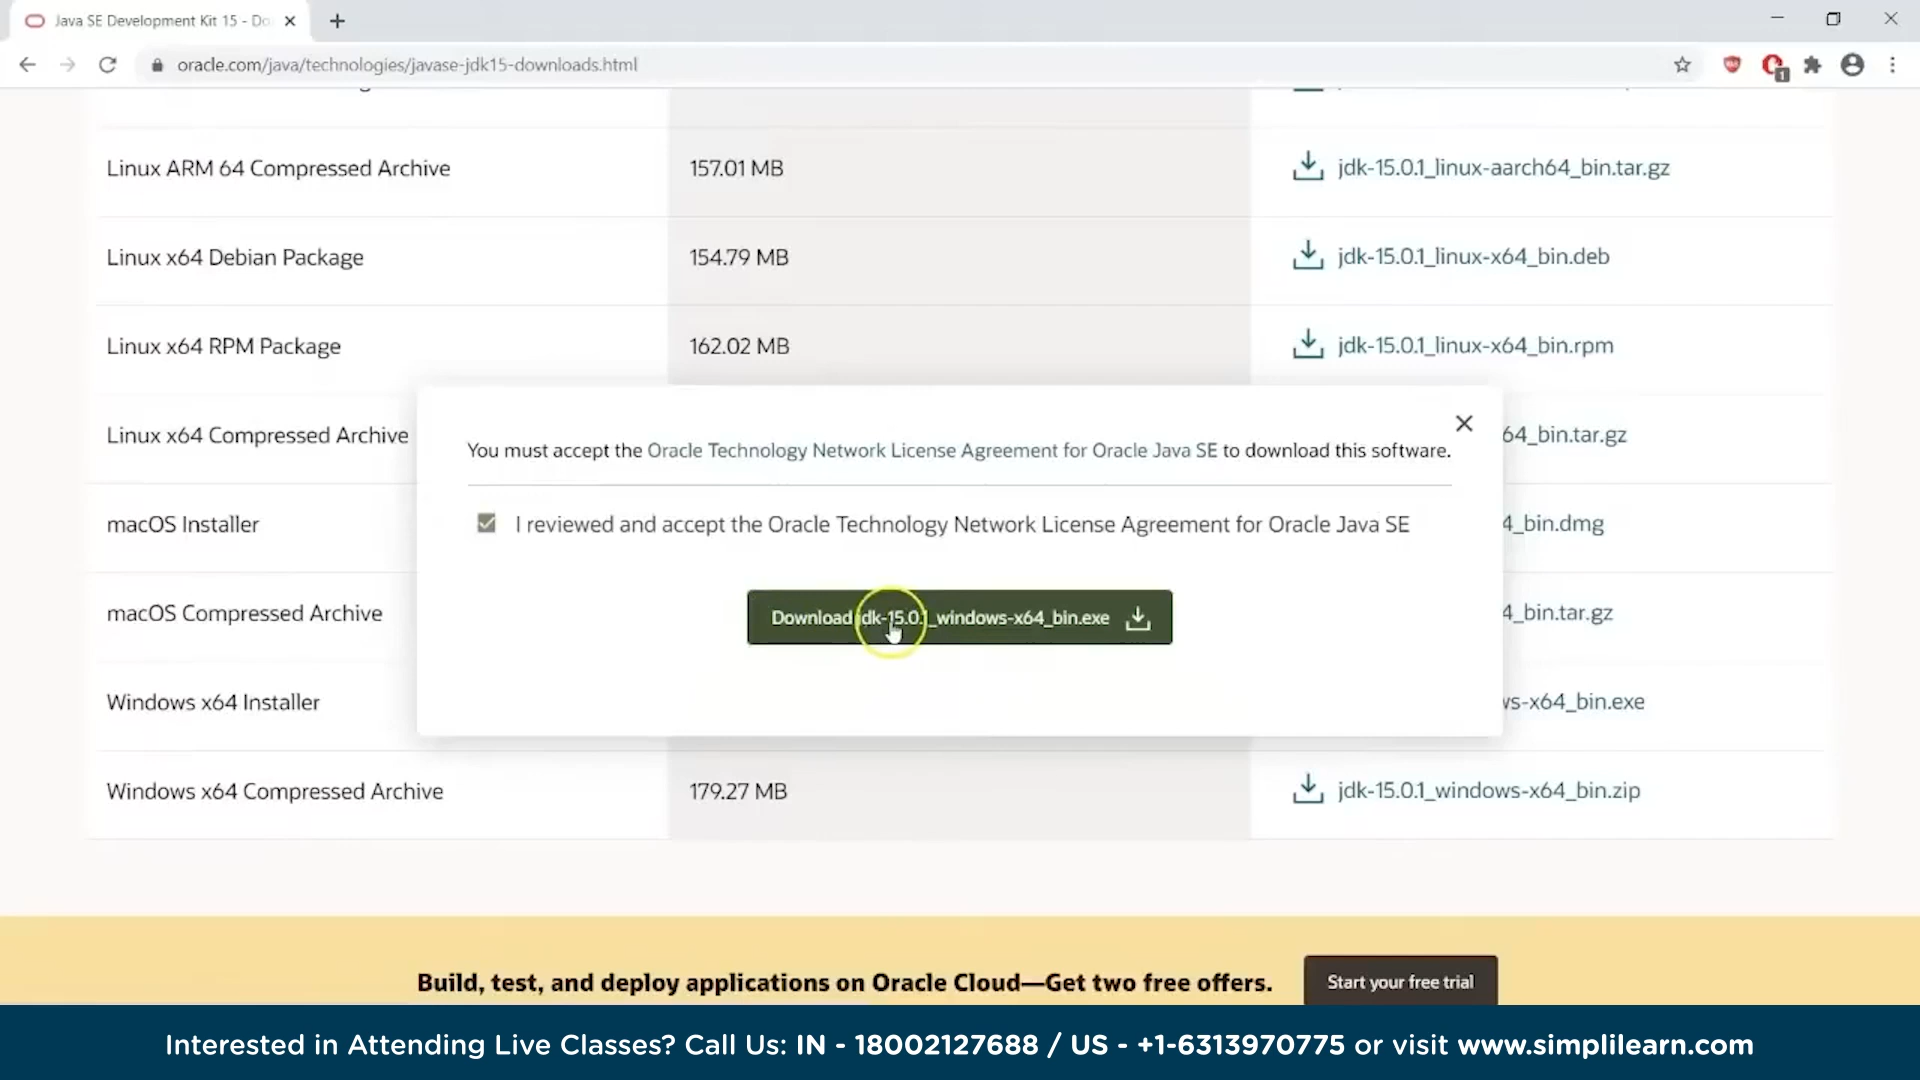 Java SE Development Kit 15 - Do
oracle.com/java/technologies/javase-jdk15-downloads.html
1
Linux ARM 64 Compressed Archive 157.01 MB jdk-15.0.1_linux-aarch64_bin.tar.gz
Linux x64 Debian Package 154.79 MB jdk-15.0.1_linux-x64_bin.deb
Linux x64 RPM Package 162.02 MB jdk-15.0.1_linux-x64_bin.rpm
Linux x64 Compressed Archive 64_bin.tar.gz
You must accept the Oracle Technology Network License Agreement for Oracle Java SE to download this software.
macOS Installer 4_bin.dmg
I reviewed and accept the Oracle Technology Network License Agreement for Oracle Java SE
macOS Compressed Archive 4_bin.tar.gz
Download jdk-15.0.1_windows-x64_bin.exe
Windows x64 Installer ws-x64_bin.exe
Windows x64 Compressed Archive 179.27 MB jdk-15.0.1_windows-x64_bin.zip
Build, test, and deploy applications on Oracle Cloud—Get two free offers. Start your free trial
Interested in Attending Live Classes? Call Us: IN - 18002127688 / US - +1-6313970775 or visit www.simplilearn.com